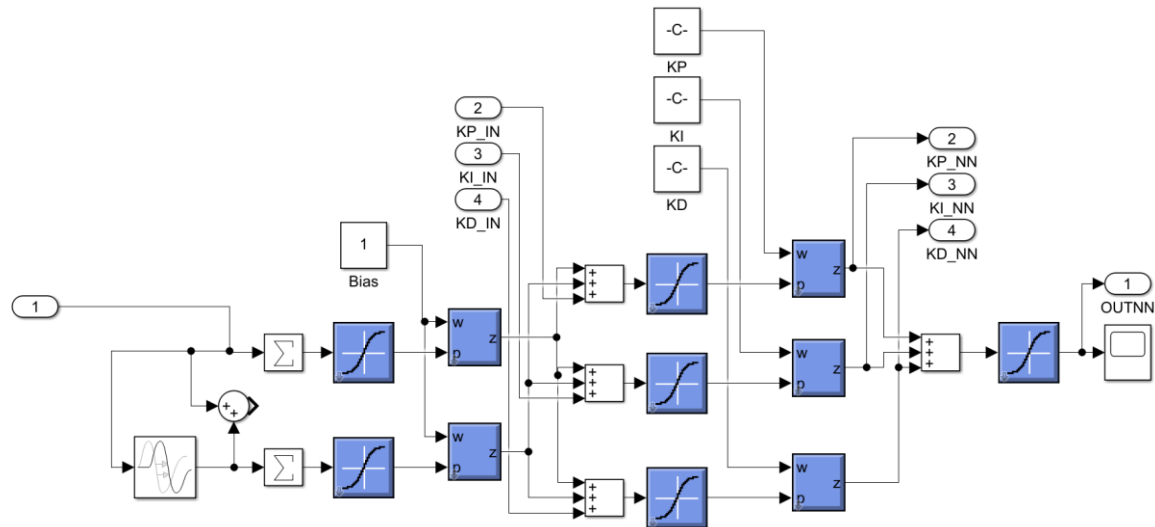 -C-
KP
-C-
KI
-C-
KD
2
KP_IN
3
KI_IN
4
KD_IN
1
Bias
1
w
p
z
w
p
z
+
+
+
+
+
+
+
+
+
w
p
z
w
p
z
w
p
z
2
KP_NN
3
KI_NN
4
KD_NN
+
+
+
1
OUTNN
Σ
+
+
Σ